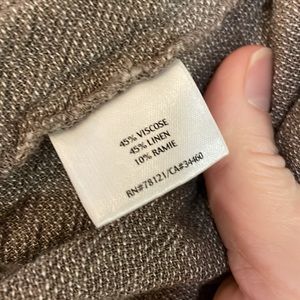 45% VISCOSE
45% LINEN
10% RAMIE
RN#78121/CA#34460